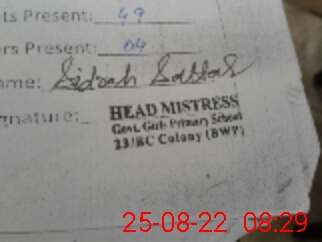 ts Present: 49
ers Present: 04
ame: Sidrah Sattar
gnature:
HEAD MISTRESS
Govt. Girls Primary School
23/BC Colony (BWP)
25-08-22 08:29